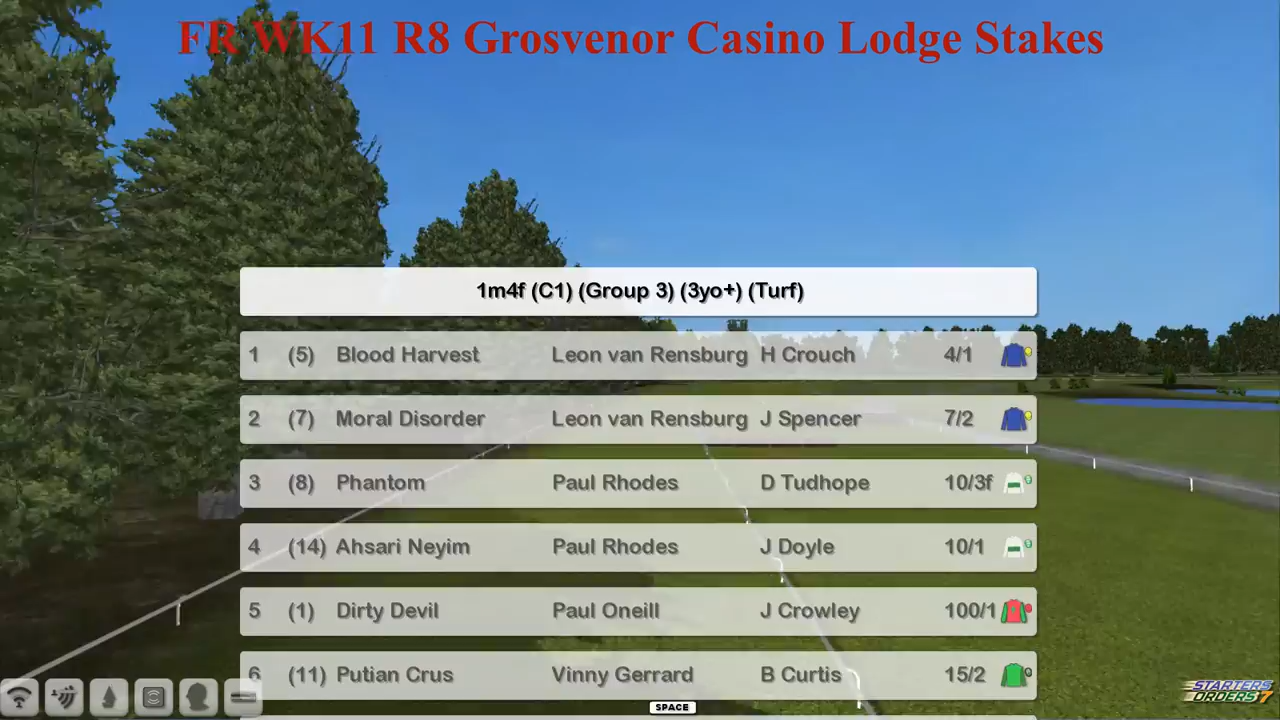 FR WK11 R8 Grosvenor Casino Lodge Stakes
1m4f (C1) (Group 3) (3yo+) (Turf)
1 (5) Blood Harvest Leon van Rensburg H Crouch 4/1
2 (7) Moral Disorder Leon van Rensburg J Spencer 7/2
3 (8) Phantom Paul Rhodes D Tudhope 10/3f
4 (14) Ahsari Neyim Paul Rhodes J Doyle 10/1
5 (1) Dirty Devil Paul Oneill J Crowley 100/1
6 (11) Putian Crus Vinny Gerrard B Curtis 15/2
SPACE
STARTERS
ORDERS 7